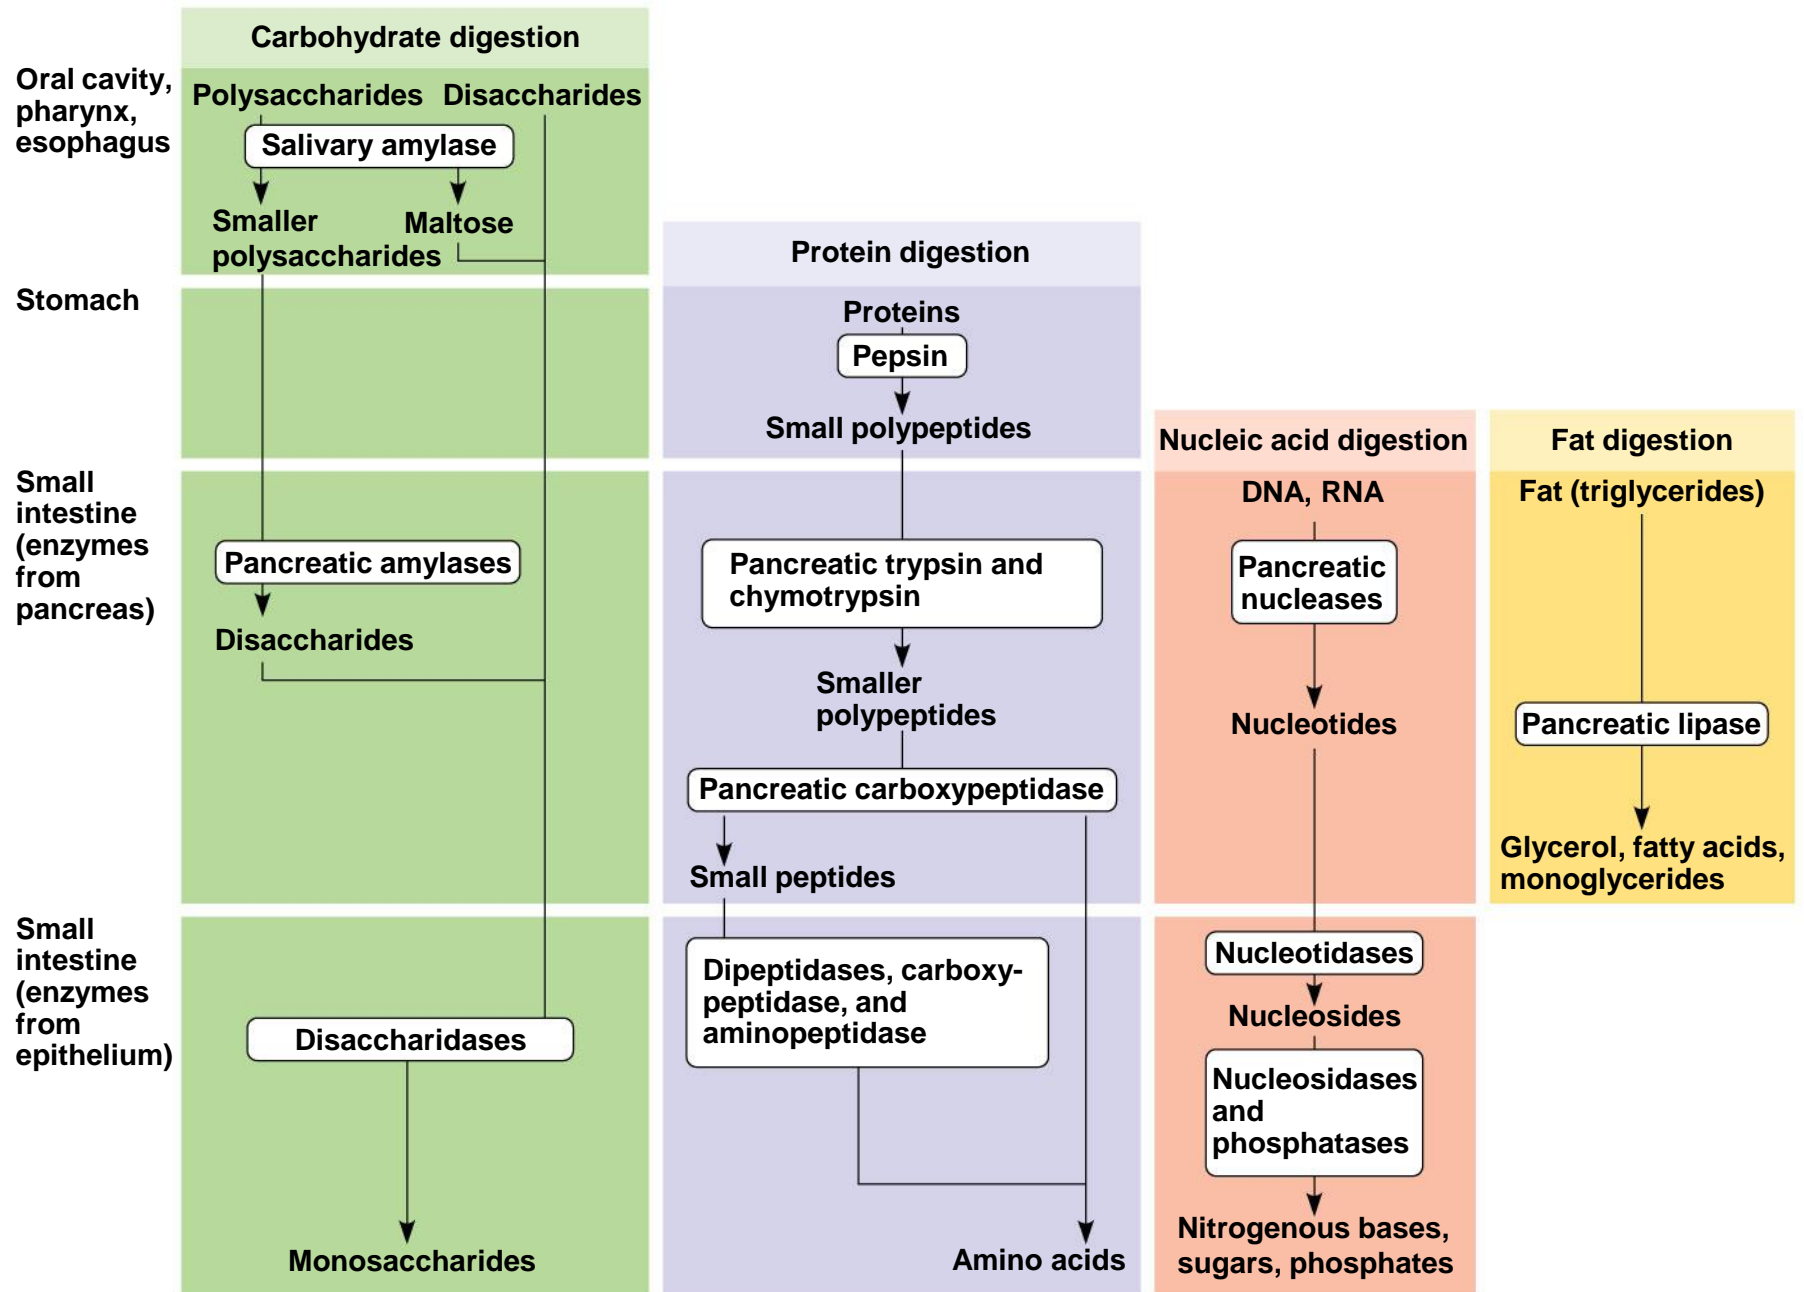 Carbohydrate digestion
Oral cavity,
pharynx,
esophagus
Polysaccharides
Disaccharides
Salivary amylase
Smaller
polysaccharides
Maltose
Protein digestion
Stomach
Proteins
Pepsin
Small polypeptides
Nucleic acid digestion
Fat digestion
Small
intestine
(enzymes
from
pancreas)
Pancreatic amylases
Disaccharides
Pancreatic trypsin and
chymotrypsin
Smaller
polypeptides
Pancreatic carboxypeptidase
Small peptides
DNA, RNA
Pancreatic
nucleases
Nucleotides
Fat (triglycerides)
Pancreatic lipase
Glycerol, fatty acids,
monoglycerides
Small
intestine
(enzymes
from
epithelium)
Disaccharidases
Monosaccharides
Dipeptidases, carboxy-
peptidase, and
aminopeptidase
Amino acids
Nucleotidases
Nucleosides
Nucleosidases
and
phosphatases
Nitrogenous bases,
sugars, phosphates